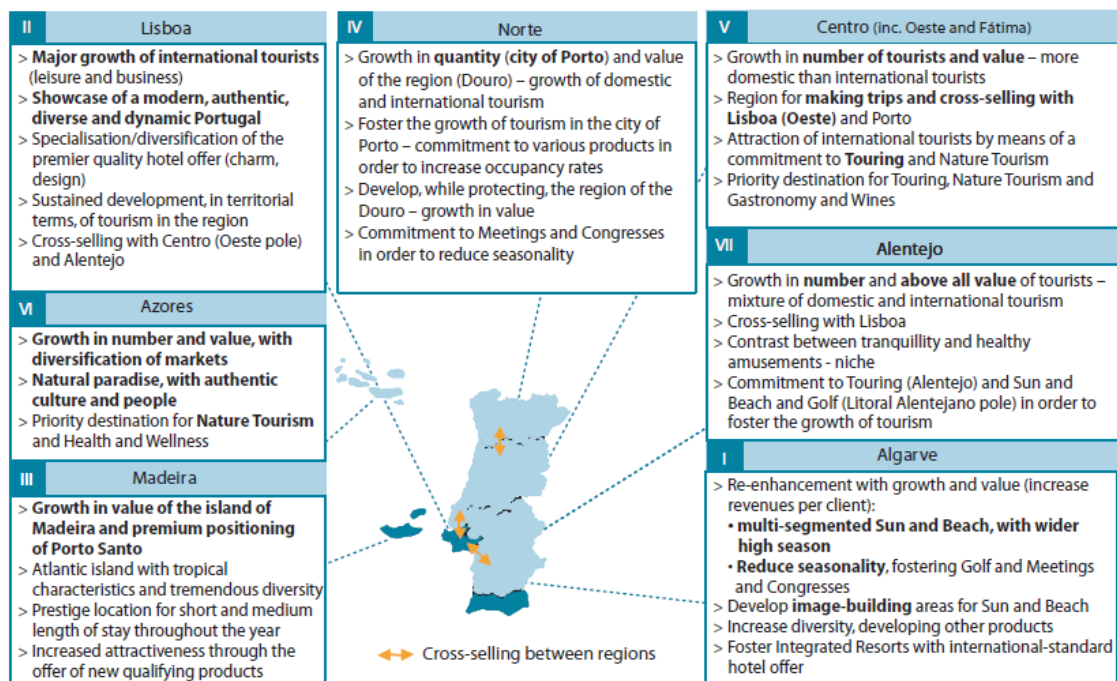 II Lisboa
> Major growth of international tourists
(leisure and business)
> Showcase of a modern, authentic,
diverse and dynamic Portugal
> Specialisation/diversification of the
premier quality hotel offer (charm,
design)
> Sustained development, in territorial
terms, of tourism in the region
> Cross-selling with Centro (Oeste pole)
and Alentejo
VI Azores
> Growth in number and value, with
diversification of markets
> Natural paradise, with authentic
culture and people
> Priority destination for Nature Tourism
and Health and Wellness
III Madeira
> Growth in value of the island of
Madeira and premium positioning
of Porto Santo
> Atlantic island with tropical
characteristics and tremendous diversity
> Prestige location for short and medium
length of stay throughout the year
> Increased attractiveness through the
offer of new qualifying products
IV Norte
> Growth in quantity (city of Porto) and value
of the region (Douro) – growth of domestic
and international tourism
> Foster the growth of tourism in the city of
Porto – commitment to various products in
order to increase occupancy rates
> Develop, while protecting, the region of the
Douro – growth in value
> Commitment to Meetings and Congresses
in order to reduce seasonality
Cross-selling between regions
V Centro (inc. Oeste and Fátima)
> Growth in number of tourists and value – more
domestic than international tourists
> Region for making trips and cross-selling with
Lisboa (Oeste) and Porto
> Attraction of international tourists by means of a
commitment to Touring and Nature Tourism
> Priority destination for Touring, Nature Tourism and
Gastronomy and Wines
VII Alentejo
> Growth in number and above all value of tourists –
mixture of domestic and international tourism
> Cross-selling with Lisboa
> Contrast between tranquillity and healthy
amusements - niche
> Commitment to Touring (Alentejo) and Sun and
Beach and Golf (Litoral Alentejano pole) in order to
foster the growth of tourism
I Algarve
> Re-enhancement with growth and value (increase
revenues per client):
• multi-segmented Sun and Beach, with wider
high season
• Reduce seasonality, fostering Golf and Meetings
and Congresses
> Develop image-building areas for Sun and Beach
> Increase diversity, developing other products
> Foster Integrated Resorts with international-standard
hotel offer